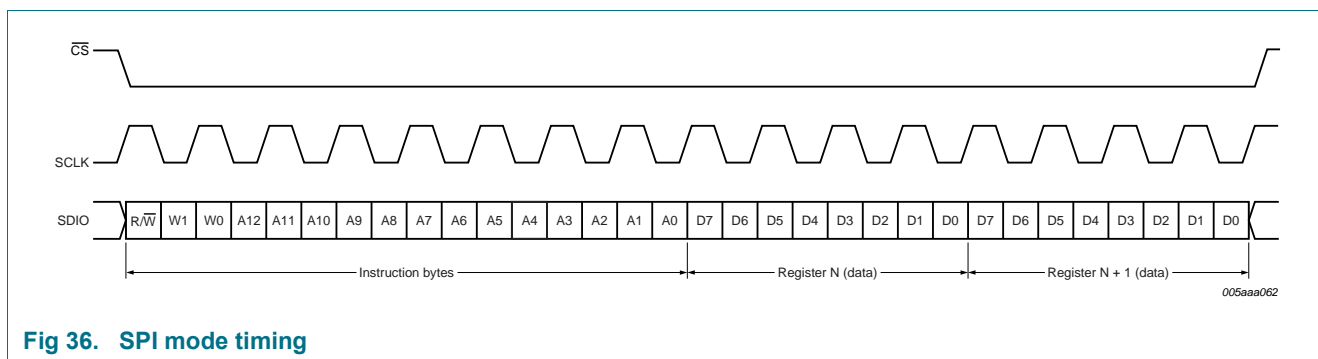 CS
SCLK
SDIO R/W W1 W0 A12 A11 A10 A9 A8 A7 A6 A5 A4 A3 A2 A1 A0 D7 D6 D5 D4 D3 D2 D1 D0 D7 D6 D5 D4 D3 D2 D1 D0
Instruction bytes Register N (data) Register N + 1 (data)
005aaa062
Fig 36. SPI mode timing